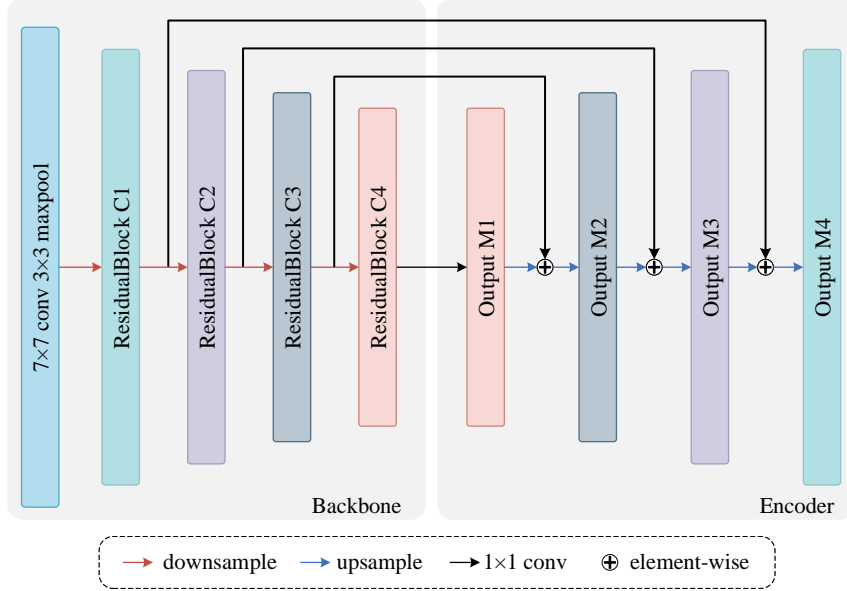 7×7 conv 3×3 maxpool
ResidualBlock C1
ResidualBlock C2
ResidualBlock C3
ResidualBlock C4
Output M1
Output M2
Output M3
Output M4
Backbone
Encoder
downsample
upsample
1×1 conv
element-wise